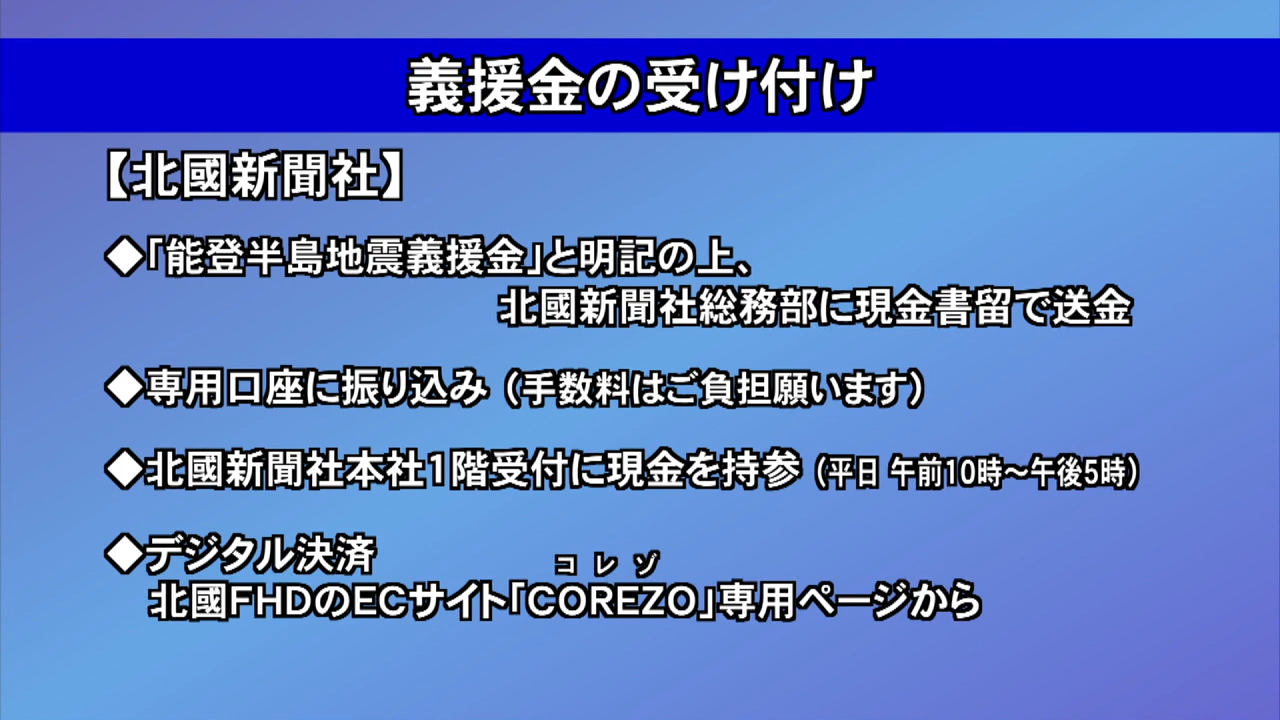 義援金の受け付け
【北國新聞社】
◆「能登半島地震義援金」と明記の上、
北國新聞社総務部に現金書留で送金
◆専用口座に振り込み（手数料はご負担願います）
◆北國新聞社本社1階受付に現金を持参（平日 午前10時～午後5時）
◆デジタル決済
コレゾ
北國FHDのECサイト「COREZO」専用ページから